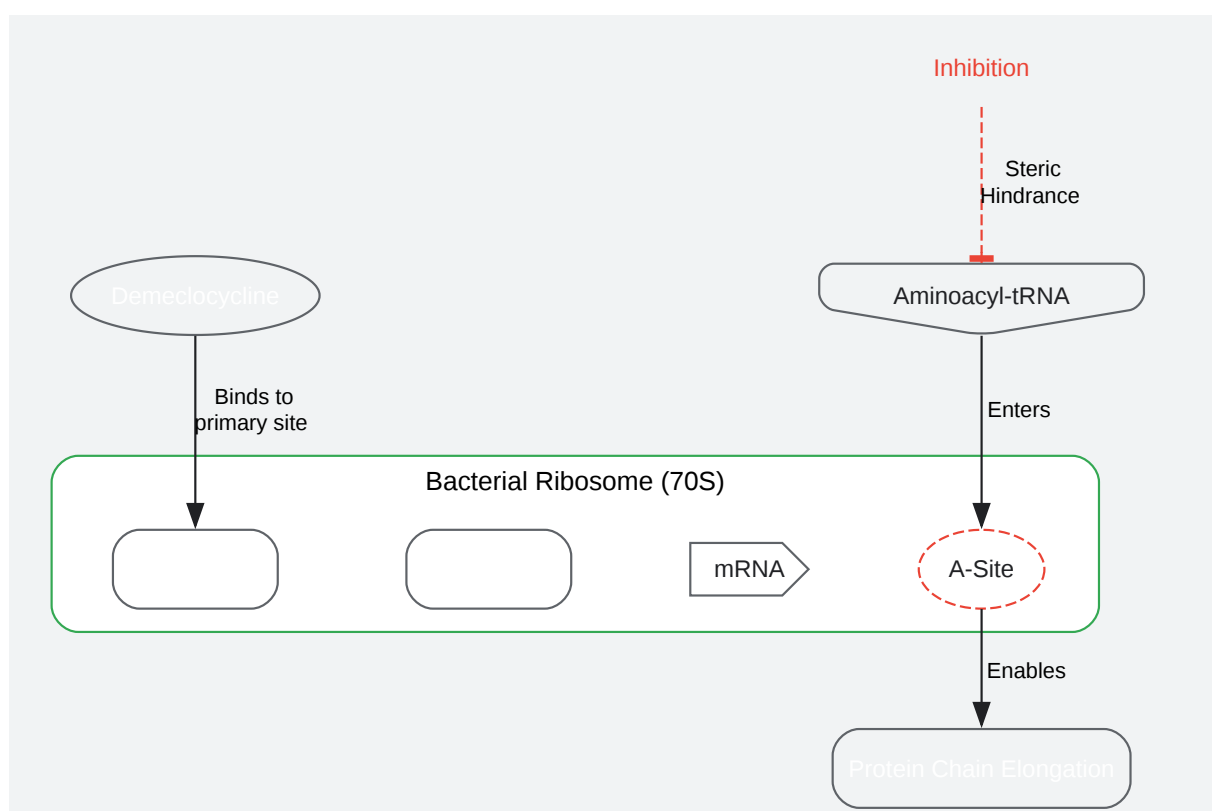 Inhibition
Steric
Hindrance
Demeclocycline
Aminoacyl-tRNA
Binds to
primary site
Enters
Bacterial Ribosome (70S)
mRNA
A-Site
Enables
Protein Chain Elongation